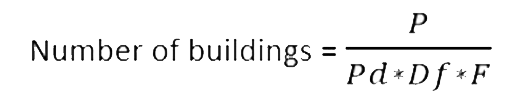 Number of buildings = P / Pd * Df * F